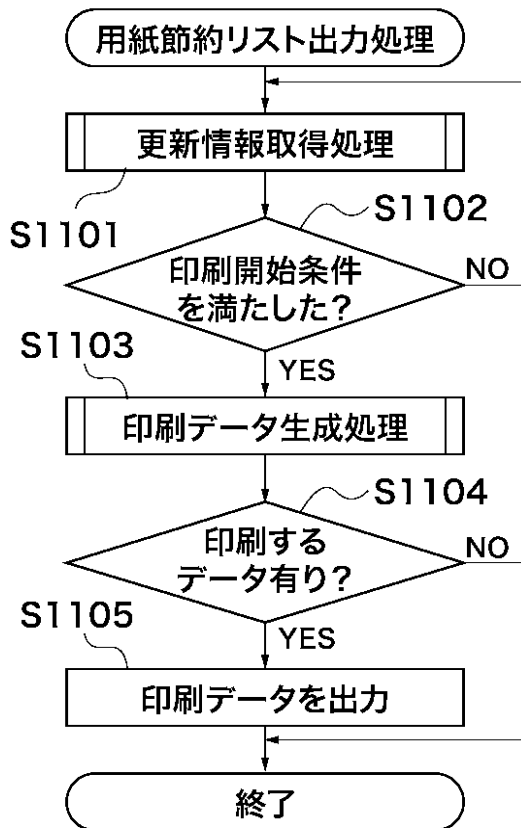 用紙節約リスト出力処理
更新情報取得処理
S1101
S1102
印刷開始条件
を満たした?
NO
S1103
YES
印刷データ生成処理
S1104
印刷する
データ有り?
NO
S1105
YES
印刷データを出力
終了